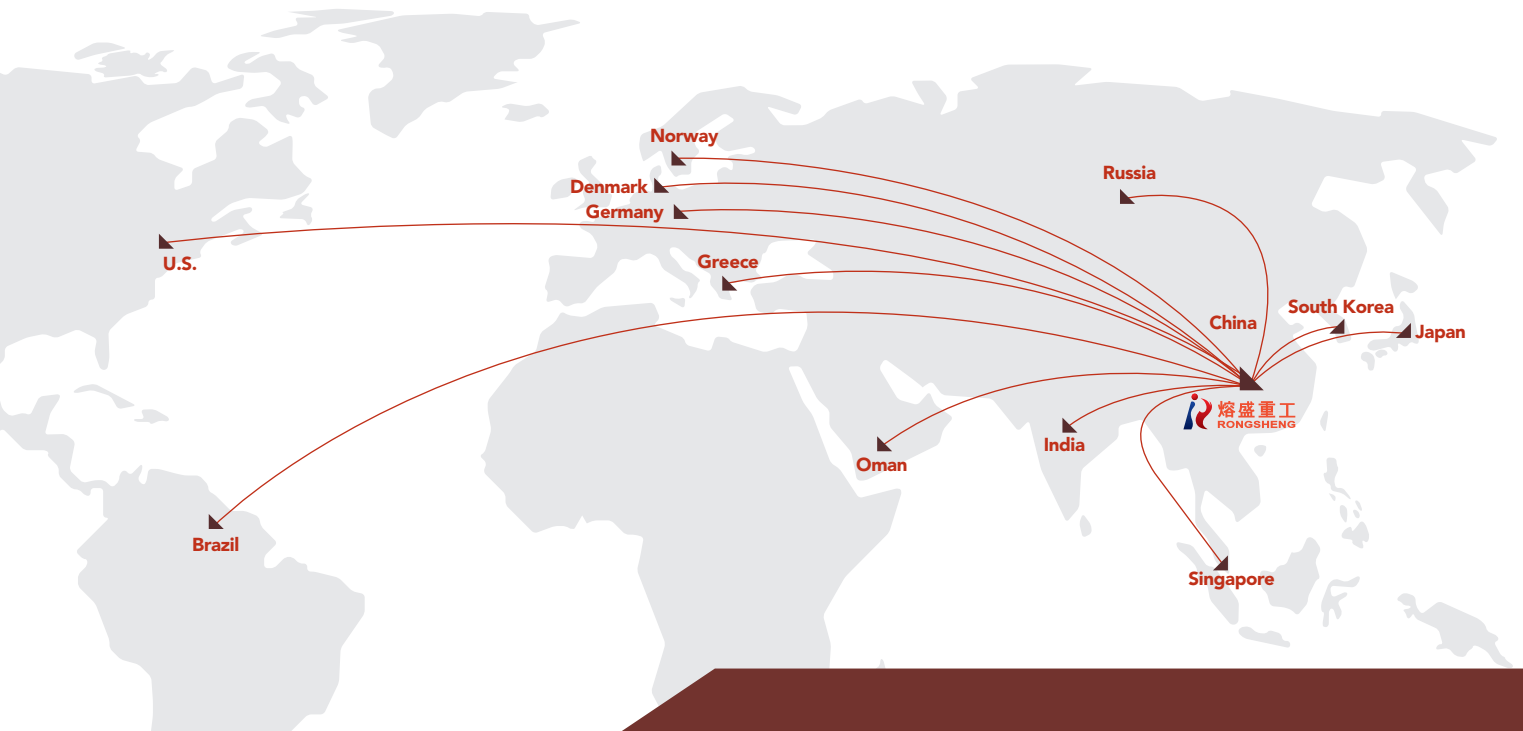 Norway
Russia
Denmark
Germany
U.S.
Greece
South Korea
China
Japan
熔盛重工
RONGSHENG
India
Oman
Brazil
Singapore